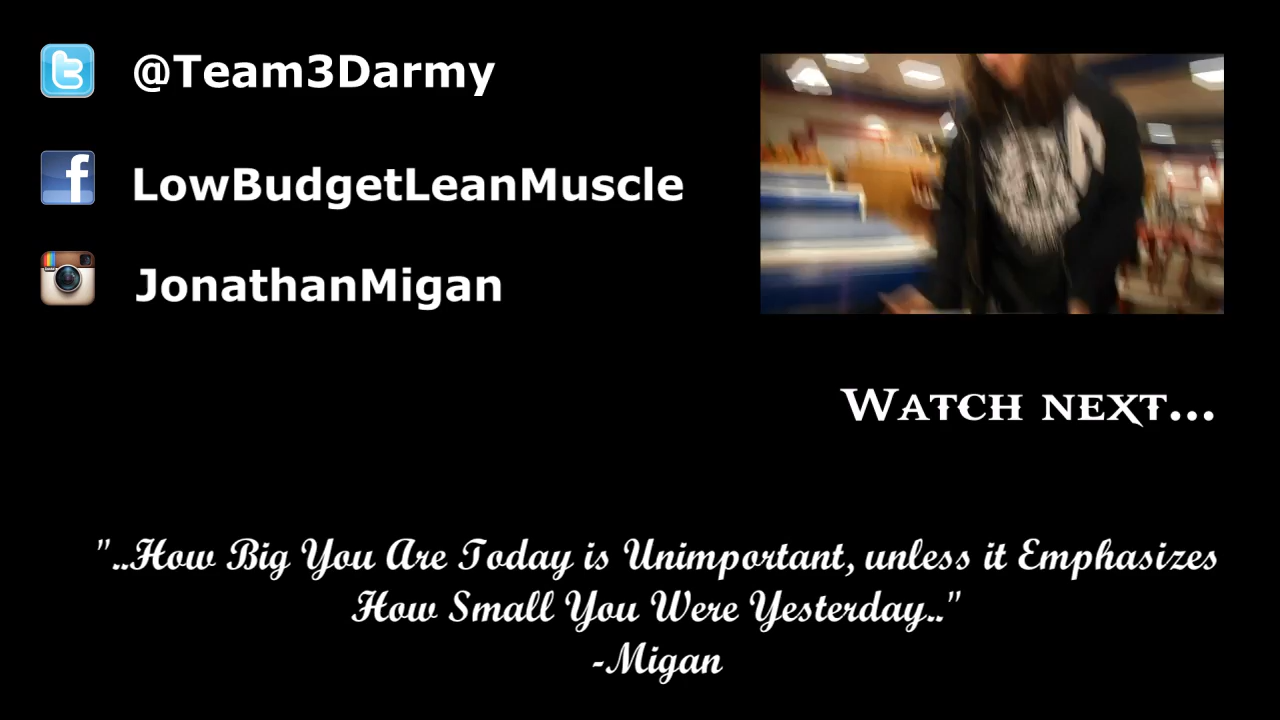 @Team3Darmy
LowBudgetLeanMuscle
JonathanMigan
Watch next...
"..How Big You Are Today is Unimportant, unless it Emphasizes
How Small You Were Yesterday.."
-Migan